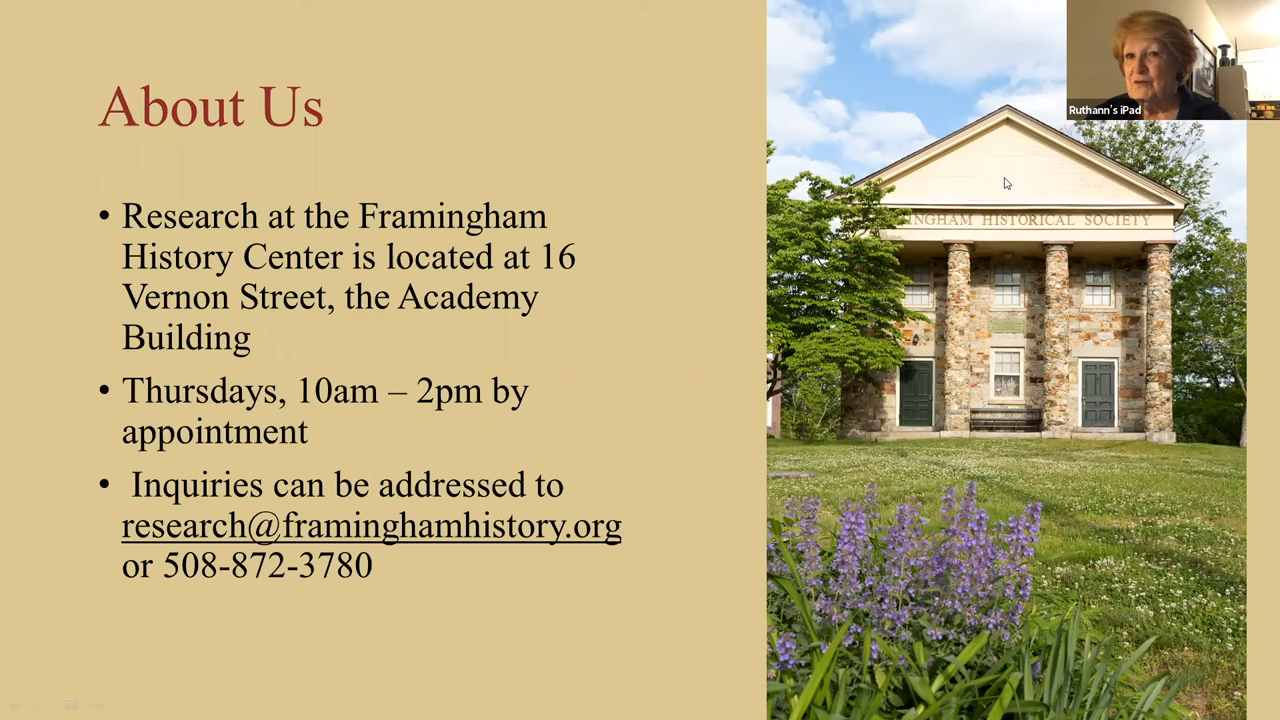 About Us
• Research at the Framingham
History Center is located at 16
Vernon Street, the Academy
Building
• Thursdays, 10am – 2pm by
appointment
• Inquiries can be addressed to
research@framinghamhistory.org
or 508-872-3780
Ruthann's iPad
INGHAM HISTORICAL SOCIETY